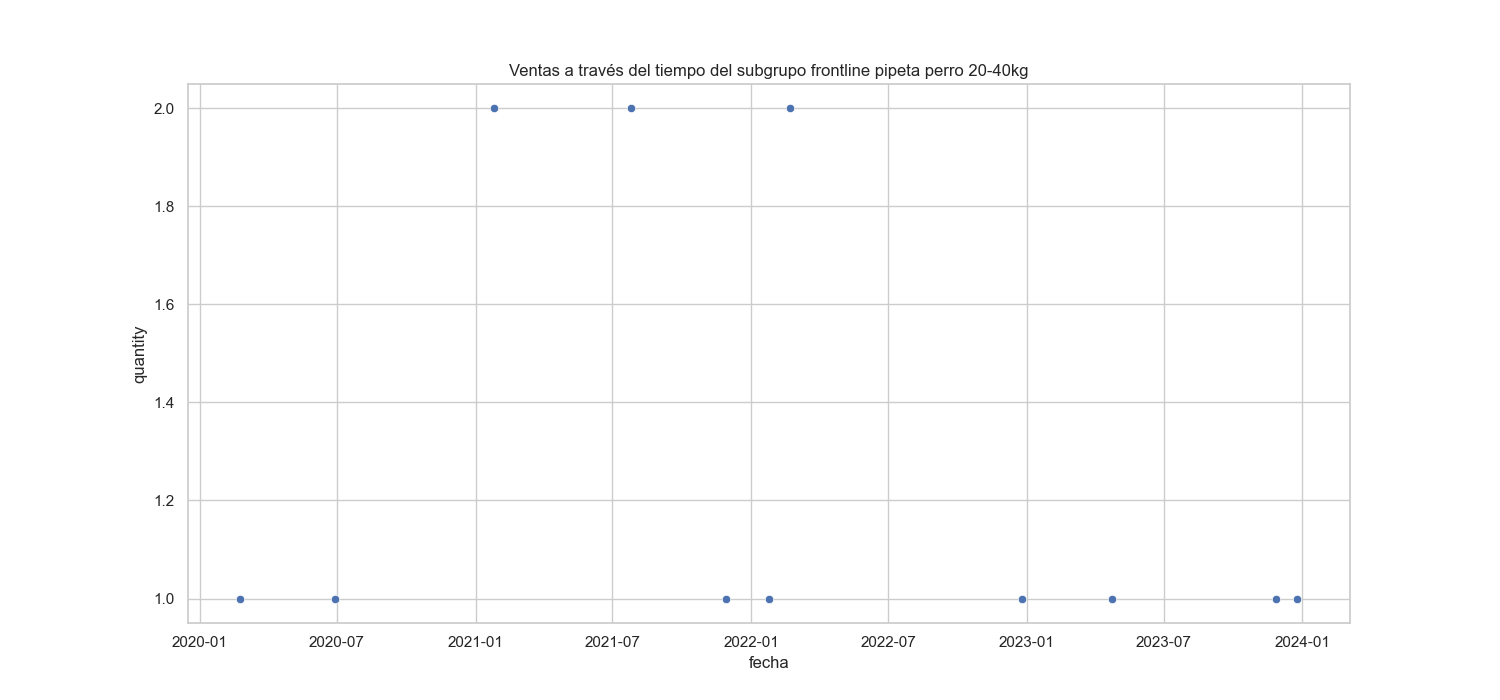 Ventas a través del tiempo del subgrupo frontline pipeta perro 20-40kg
2.0
1.8
1.6
1.4
1.2
1.0
quantity
2020-01 2020-07 2021-01 2021-07 2022-01 2022-07 2023-01 2023-07 2024-01
fecha